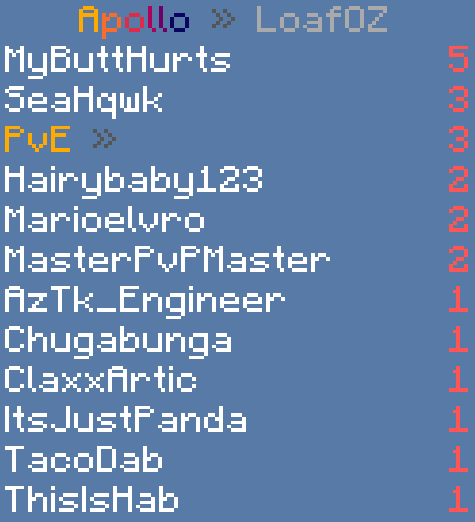 Apollo » LoafOZ
MyButtHurts 5
SeaHqwk 3
PvE » 3
Hairybaby123 2
Marioelvro 2
MasterPvPMaster 2
AzTk_Engineer 1
Chugabunga 1
ClaxxArtic 1
ItsJustPanda 1
TacoDab 1
ThisIsHab 1